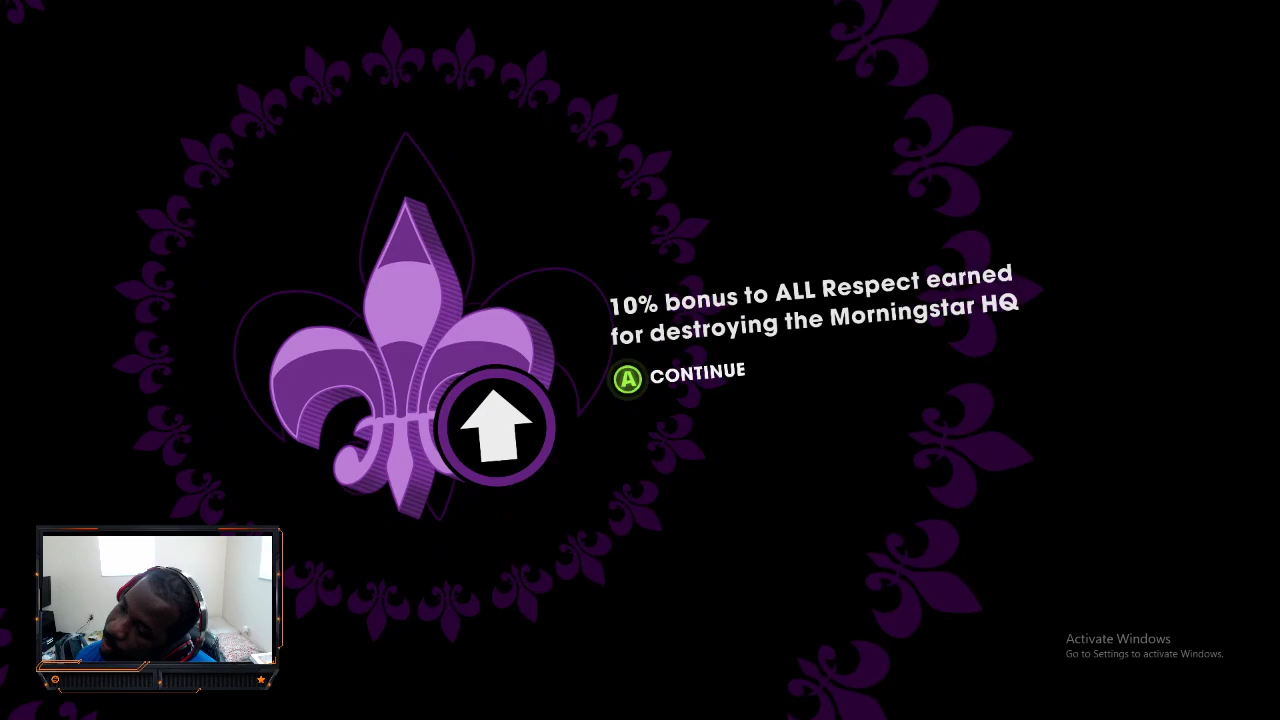 10% bonus to ALL Respect earned
for destroying the Morningstar HQ
A CONTINUE
Activate Windows
Go to Settings to activate Windows.